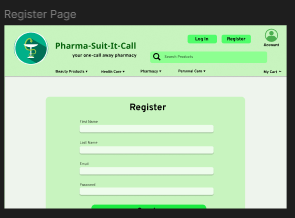 Register Page
Log in
Register
Account
Pharma-Suit-It-Call
your one-call away pharmacy
Search Products
Beauty Products ▾
Health Care ▾
Pharmacy ▾
Personal Care ▾
My Cart ▾
Register
First Name
Last Name
Email
Password